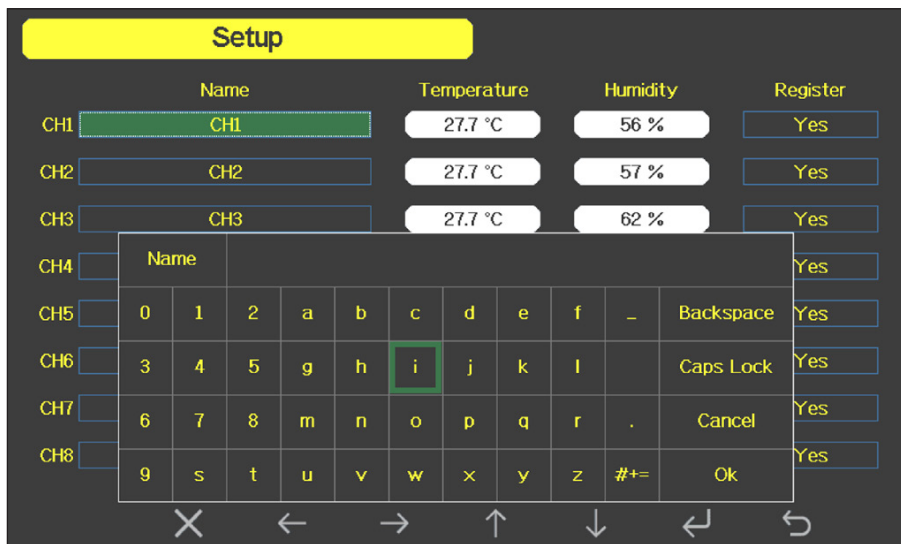 Setup
Name Temperature Humidity Register
CH1 CH1 27.7 °C 56 % Yes
CH2 CH2 27.7 °C 57 % Yes
CH3 CH3 27.7 °C 62 % Yes
CH4 Yes
CH5 Yes
CH6 Yes
CH7 Yes
CH8 Yes
Name
0 1 2 a b c d e f _ Backspace
3 4 5 g h i j k l Caps Lock
6 7 8 m n o p q r . Cancel
9 s t u v w x y z #+= Ok